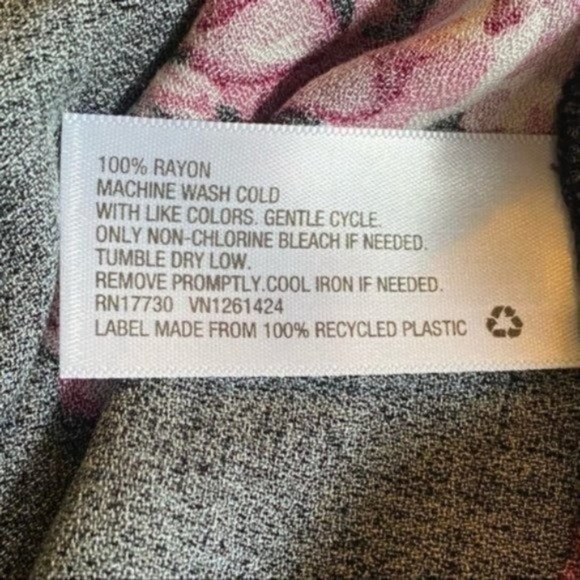 100% RAYON
MACHINE WASH COLD
WITH LIKE COLORS. GENTLE CYCLE.
ONLY NON-CHLORINE BLEACH IF NEEDED.
TUMBLE DRY LOW.
REMOVE PROMPTLY.COOL IRON IF NEEDED.
RN17730 VN1261424
LABEL MADE FROM 100% RECYCLED PLASTIC